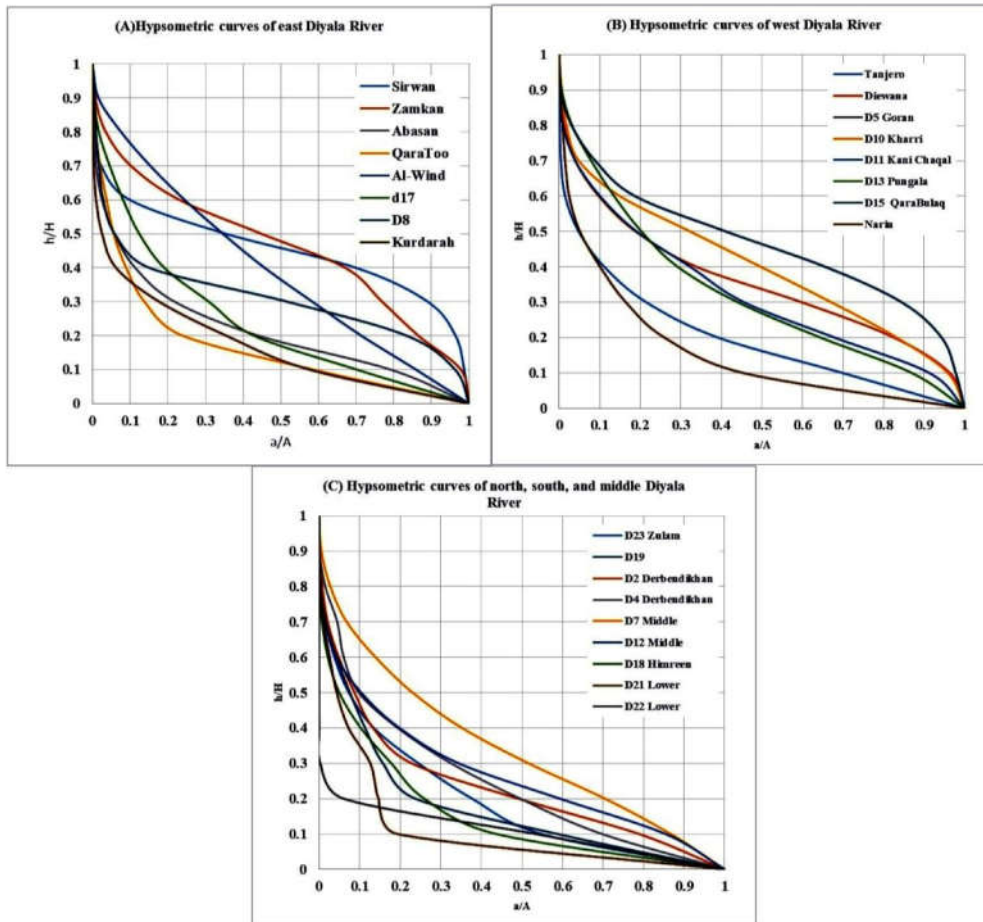 (A)Hypsometric curves of east Diyala River
1
0.9
0.8
0.7
0.6
0.5
0.4
0.3
0.2
0.1
0
h/H
Sirwan
Zamkan
Abasan
QaraToo
Al-Wind
d17
D8
Kurdarah
0 0.1 0.2 0.3 0.4 0.5 0.6 0.7 0.8 0.9 1
a/A
(B) Hypsometric curves of west Diyala River
1
0.9
0.8
0.7
0.6
0.5
0.4
0.3
0.2
0.1
0
h/H
Tanjero
Diewana
D5 Goran
D10 Kharri
D11 Kani Chaqal
D13 Pungala
D15 QaraBulaq
Narin
0 0.1 0.2 0.3 0.4 0.5 0.6 0.7 0.8 0.9 1
a/A
(C) Hypsometric curves of north, south, and middle Diyala
River
1
0.9
0.8
0.7
0.6
0.5
0.4
0.3
0.2
0.1
0
h/H
D23 Zulam
D19
D2 Derbendikhan
D4 Derbendikhan
D7 Middle
D12 Middle
D18 Himreen
D21 Lower
D22 Lower
0 0.1 0.2 0.3 0.4 0.5 0.6 0.7 0.8 0.9 1
a/A